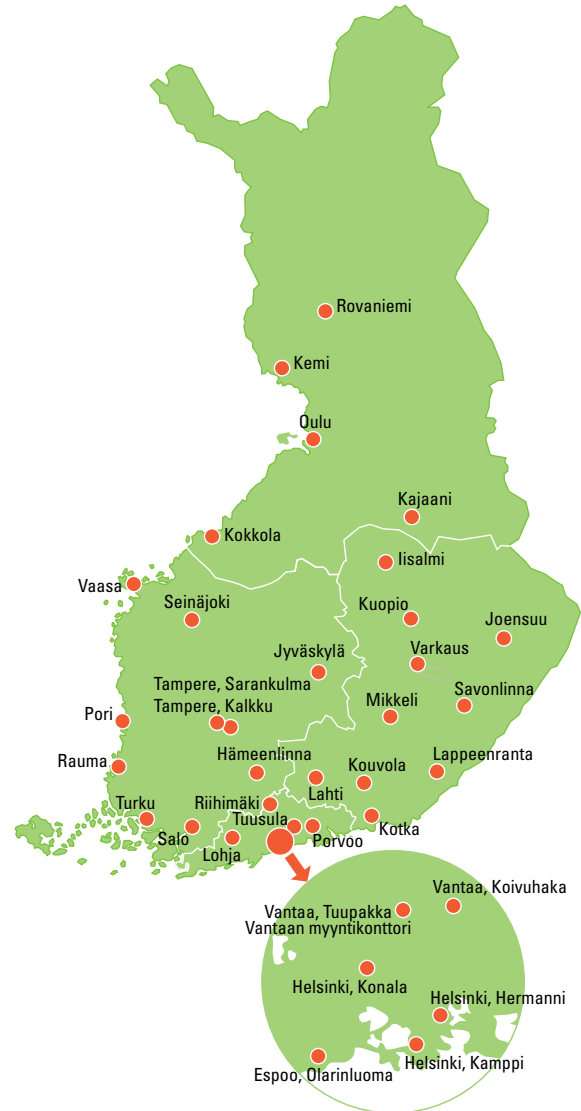 Rovaniemi
Kemi
Oulu
Kajaani
Kokkola
Iisalmi
Vaasa
Seinäjoki
Kuopio
Joensuu
Jyväskylä
Varkaus
Tampere, Sarankulma
Tampere, Kalkku
Mikkeli
Savonlinna
Pori
Hämeenlinna
Kouvola
Lappeenranta
Rauma
Lahti
Turku
Riihimäki
Tuusula
Kotka
Salo
Lohja
Porvoo
Vantaa, Koivuhaka
Vantaa, Tuupakka
Vantaan myyntikonttori
Helsinki, Konala
Helsinki, Hermanni
Helsinki, Kamppi
Espoo, Olarinluoma